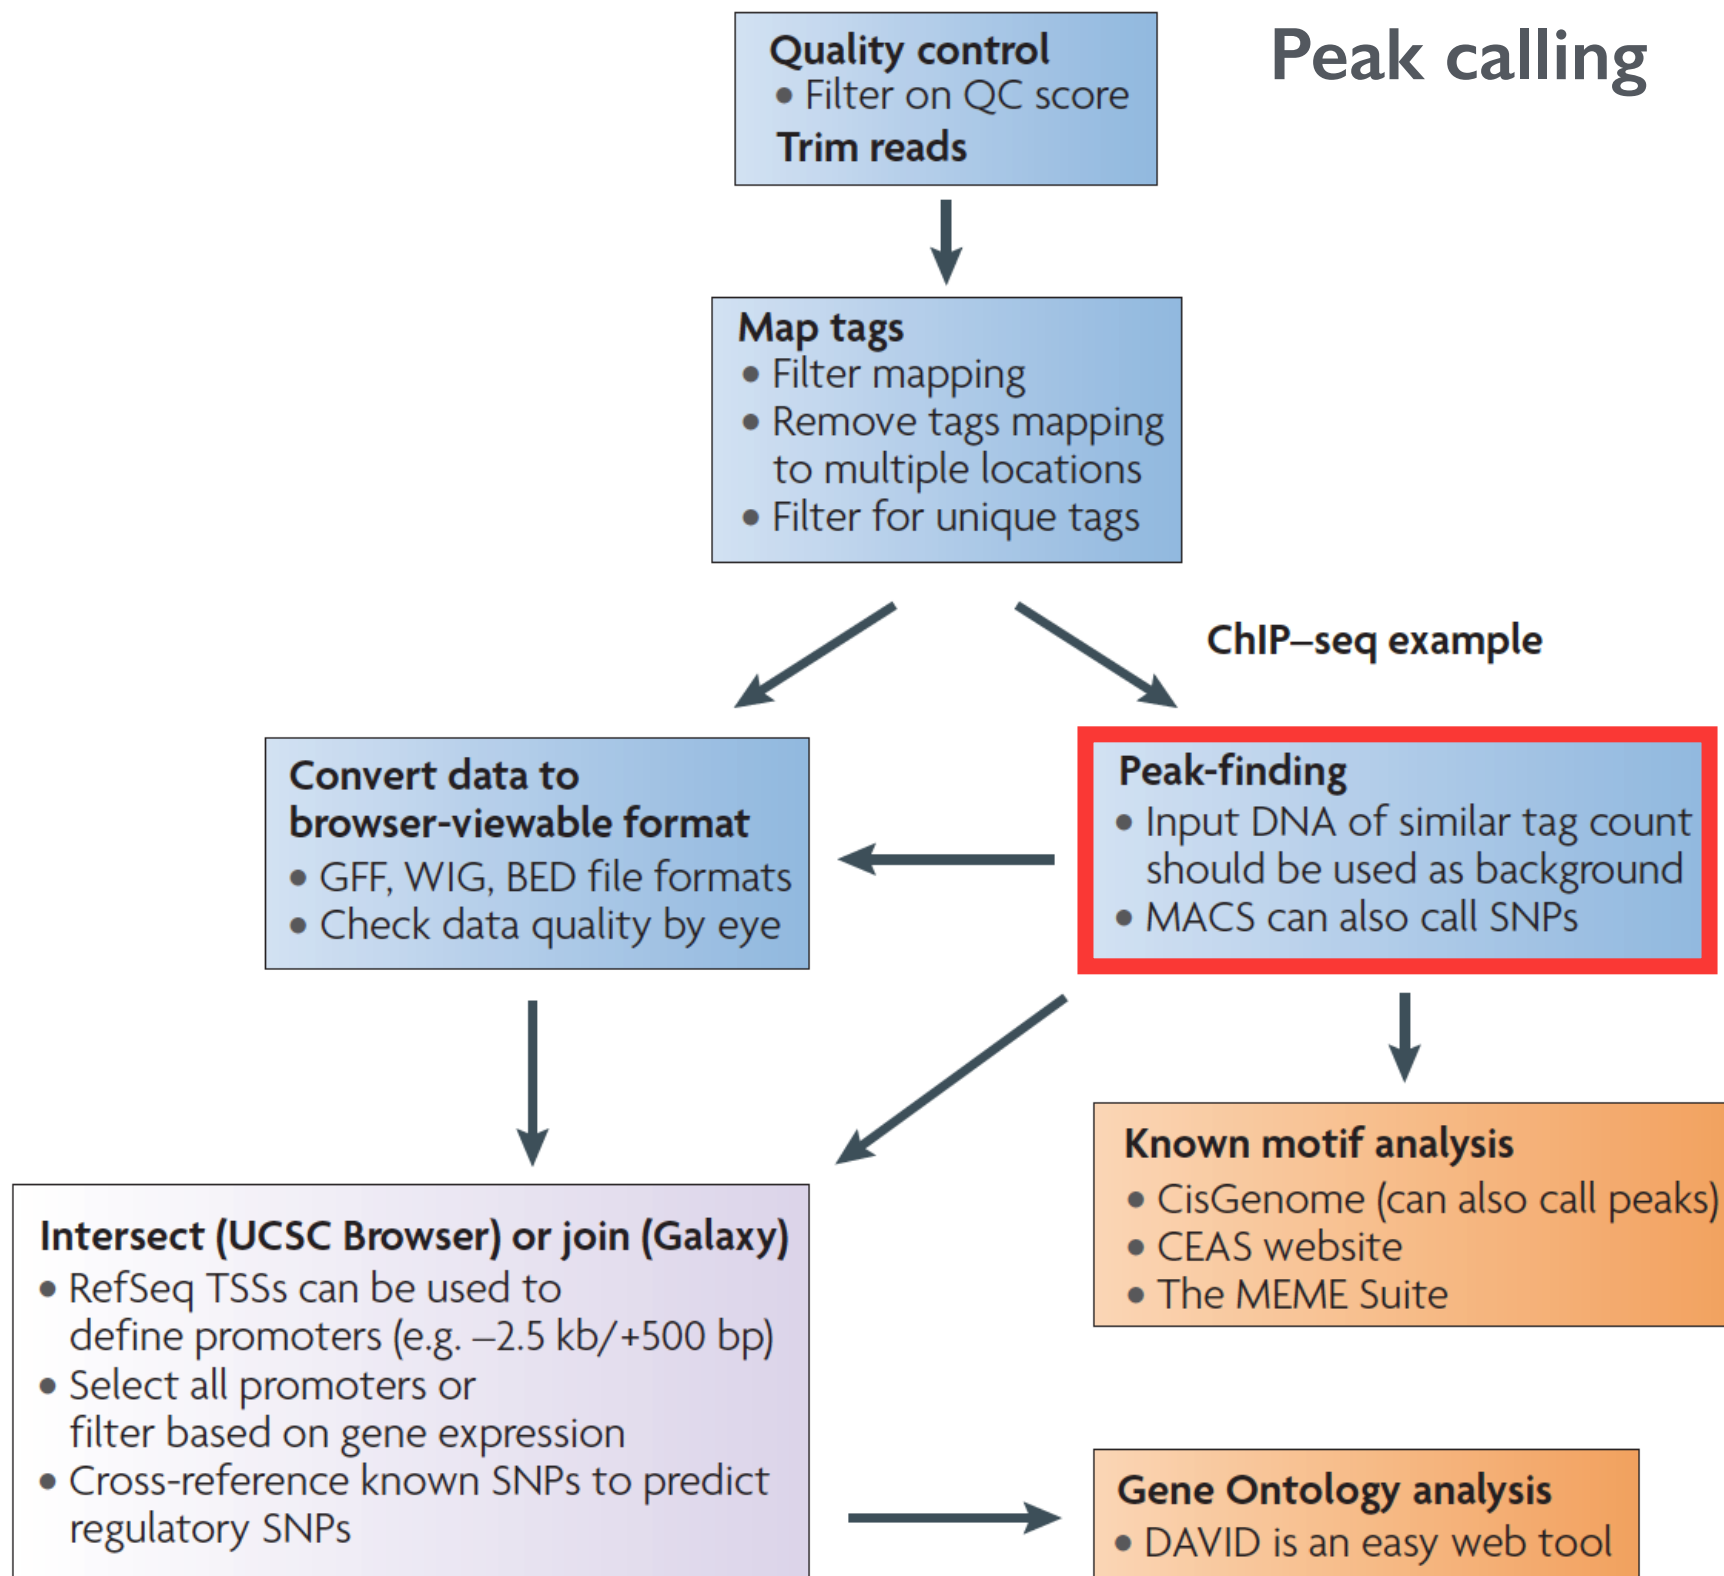 Peak calling
Quality control
• Filter on QC score
Trim reads
Map tags
• Filter mapping
• Remove tags mapping
to multiple locations
• Filter for unique tags
ChIP–seq example
Convert data to
browser-viewable format
• GFF, WIG, BED file formats
• Check data quality by eye
Peak-finding
• Input DNA of similar tag count
should be used as background
• MACS can also call SNPs
Known motif analysis
• CisGenome (can also call peaks)
• CEAS website
• The MEME Suite
Intersect (UCSC Browser) or join (Galaxy)
• RefSeq TSSs can be used to
define promoters (e.g. –2.5 kb/+500 bp)
• Select all promoters or
filter based on gene expression
• Cross-reference known SNPs to predict
regulatory SNPs
Gene Ontology analysis
• DAVID is an easy web tool